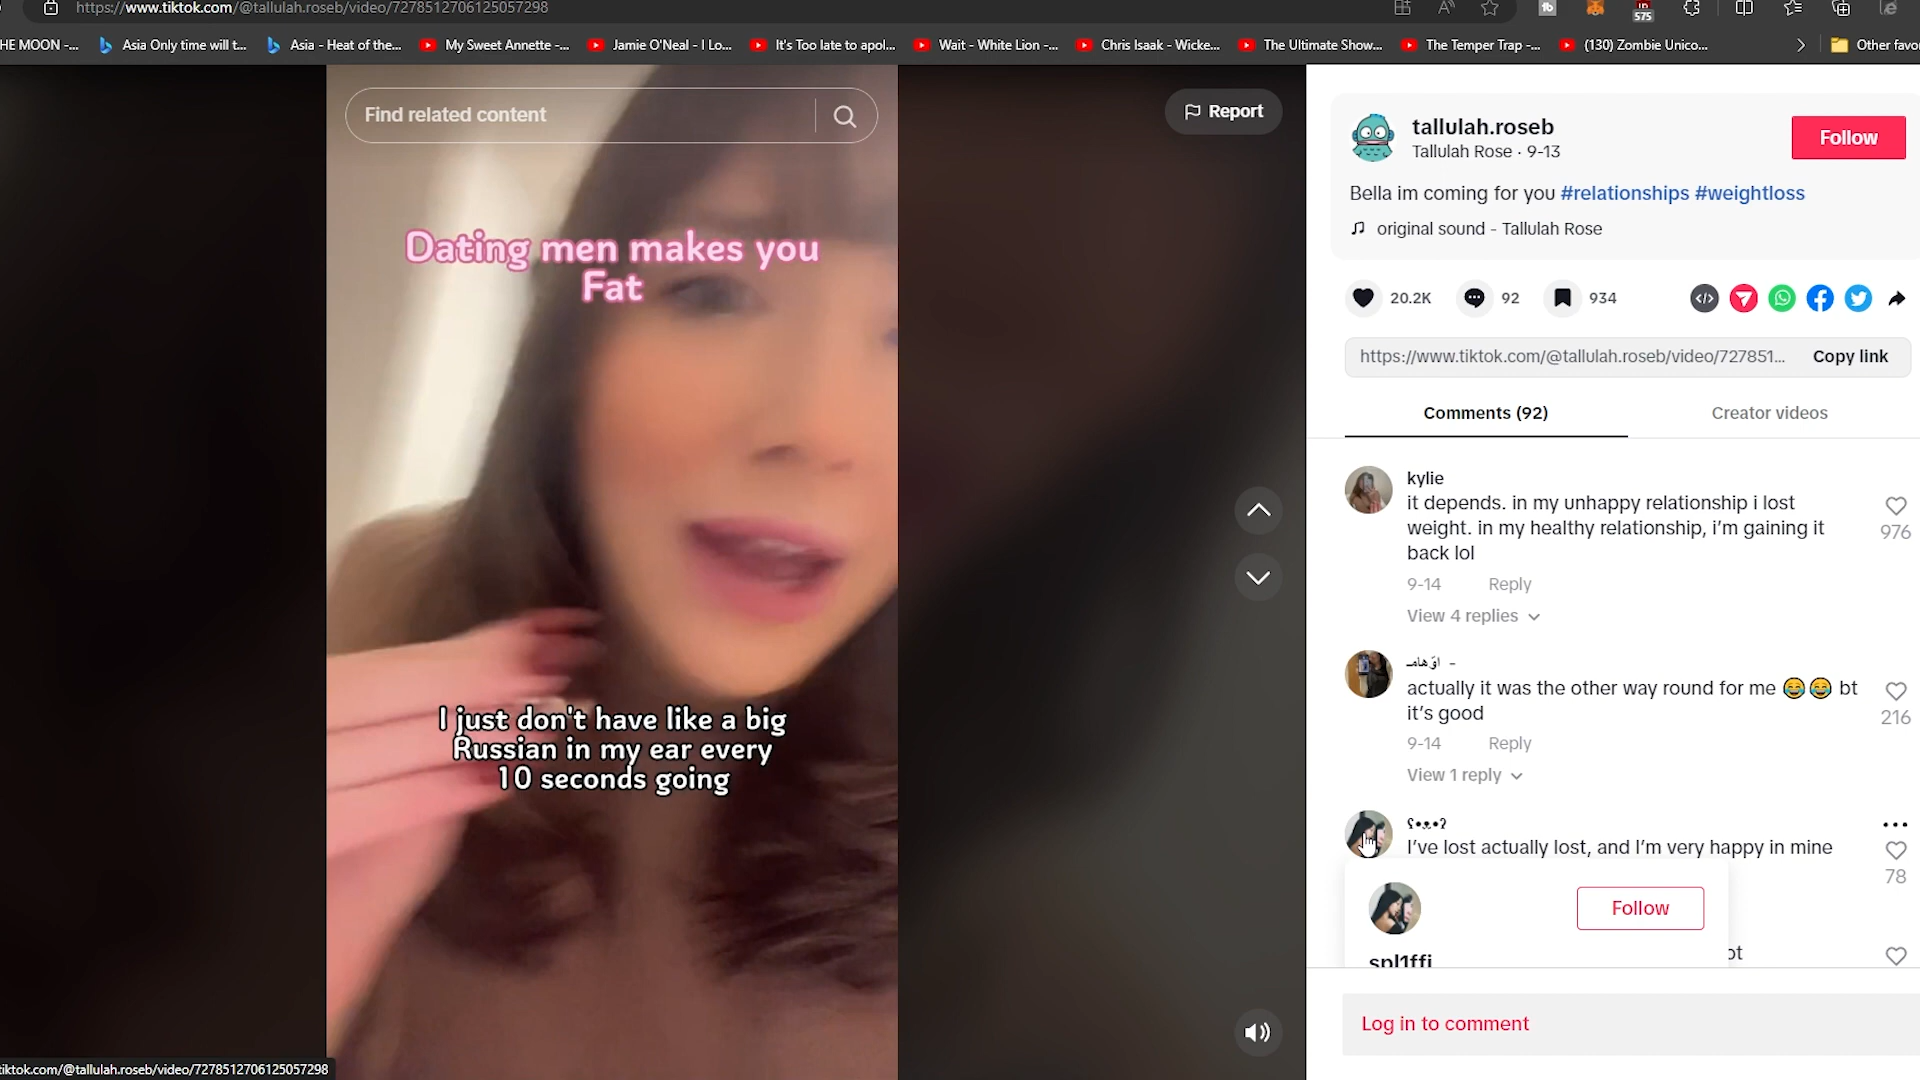 https://www.tiktok.com/@tallulah.roseb/video/7278512706125057298
575
HE MOON -...
Asia Only time will t...
Asia - Heat of the...
My Sweet Annette -...
Jamie O'Neal - I Lo...
It's Too late to apol...
Wait - White Lion -...
Chris Isaak - Wicke...
The Ultimate Show...
The Temper Trap -...
(130) Zombie Unico...
Other favo
Find related content
Report
Dating men makes you
Fat
I just don't have like a big
Russian in my ear every
10 seconds going
tallulah.roseb
Tallulah Rose · 9-13
Follow
Bella im coming for you #relationships #weightloss
original sound - Tallulah Rose
20.2K
92
934
https://www.tiktok.com/@tallulah.roseb/video/727851...
Copy link
Comments (92)
Creator videos
kylie
it depends. in my unhappy relationship i lost
weight. in my healthy relationship, i'm gaining it
back lol
976
9-14 Reply
View 4 replies
actually it was the other way round for me 😂😂 bt
it's good
216
9-14 Reply
View 1 reply
ʕ•ᴥ•ʔ
I've lost actually lost, and I'm very happy in mine
78
Follow
spl1ffi
ot
Log in to comment
tiktok.com/@tallulah.roseb/video/7278512706125057298